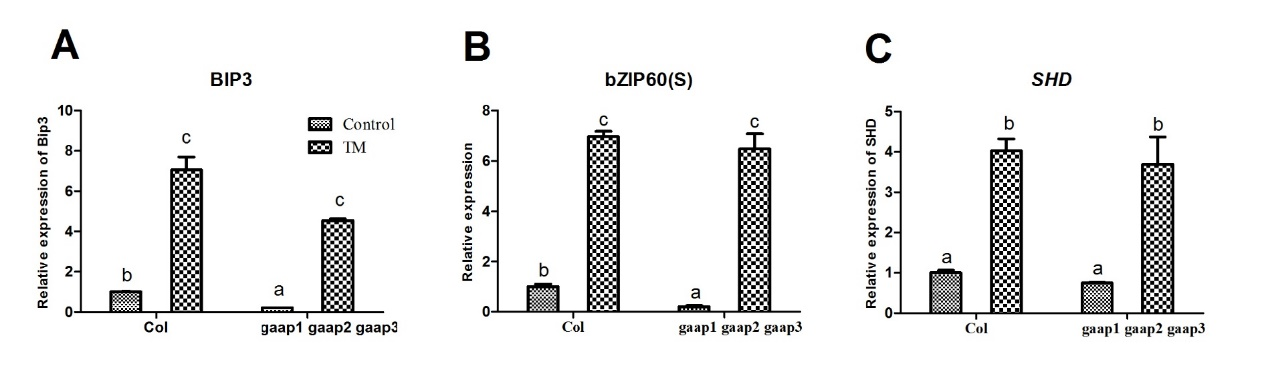 A
BIP3
Relative expression of Bip3
10
8
6
4
2
0
b
c
a
c
Control
TM
Col
gaap1 gaap2 gaap3
B
bZIP60(S)
Relative expression
8
6
4
2
0
b
c
a
c
Col
gaap1 gaap2 gaap3
C
SHD
Relative expression of SHD
5
4
3
2
1
0
a
b
a
b
Col
gaap1 gaap2 gaap3